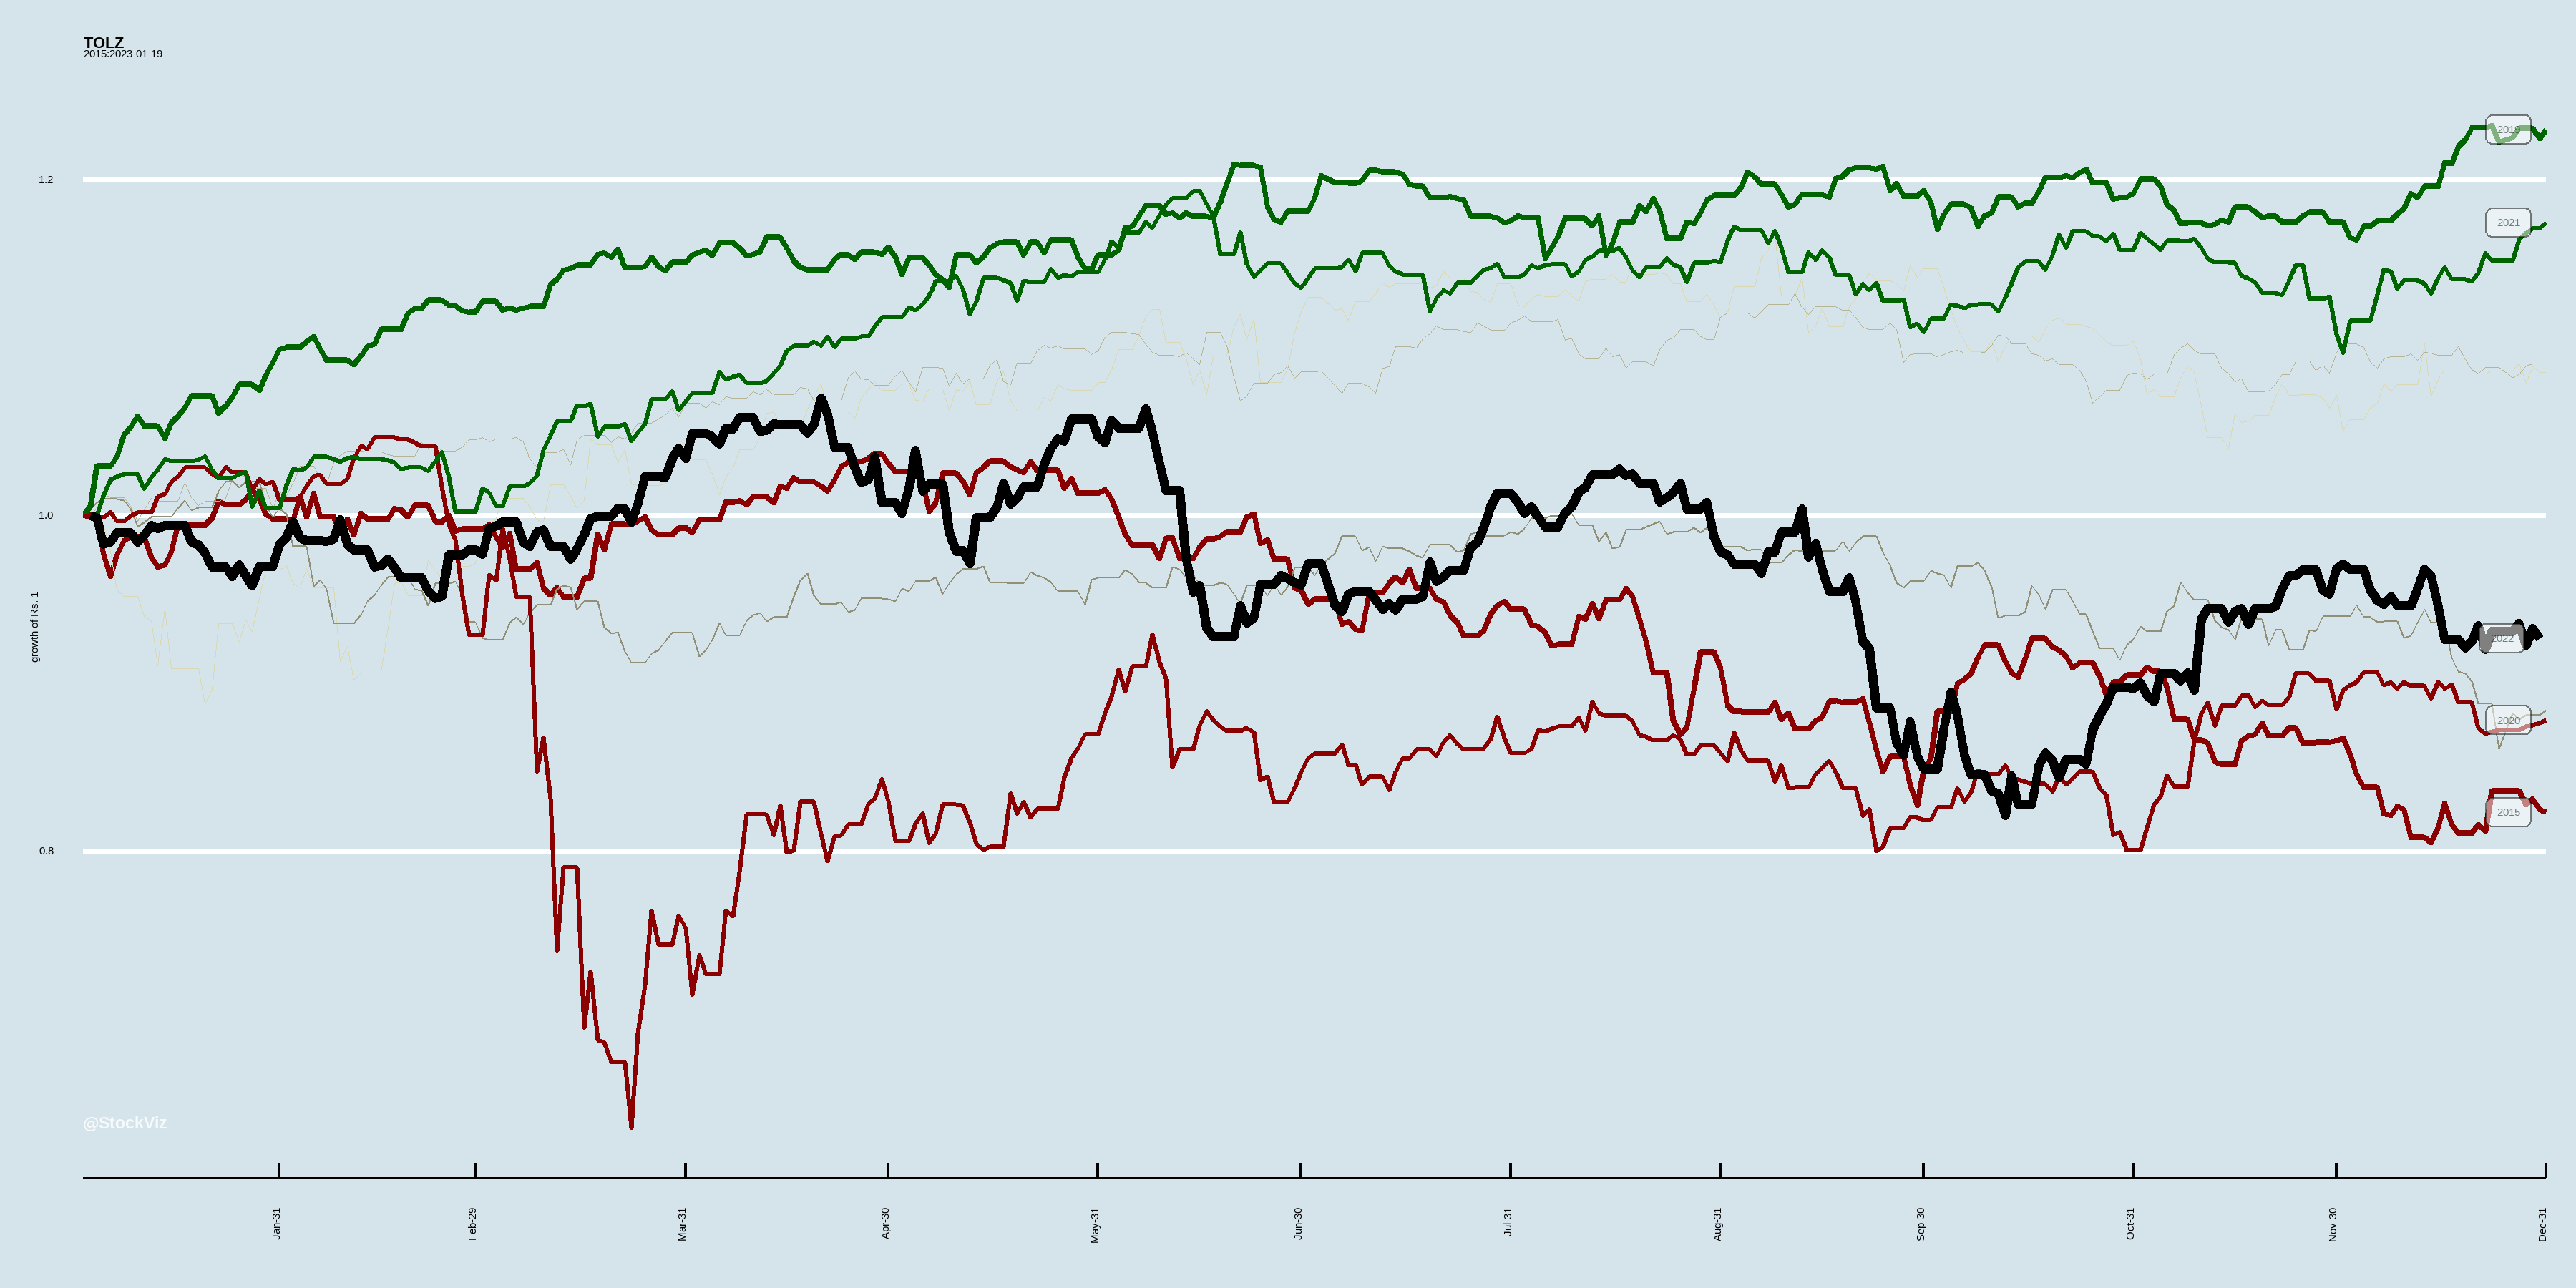 TOLZ
2015:2023-01-19
2019
1.2
2021
1.0
growth of Rs. 1
2022
2020
2015
0.8
@StockViz
Jan-31
Feb-29
Mar-31
Apr-30
May-31
Jun-30
Jul-31
Aug-31
Sep-30
Oct-31
Nov-30
Dec-31